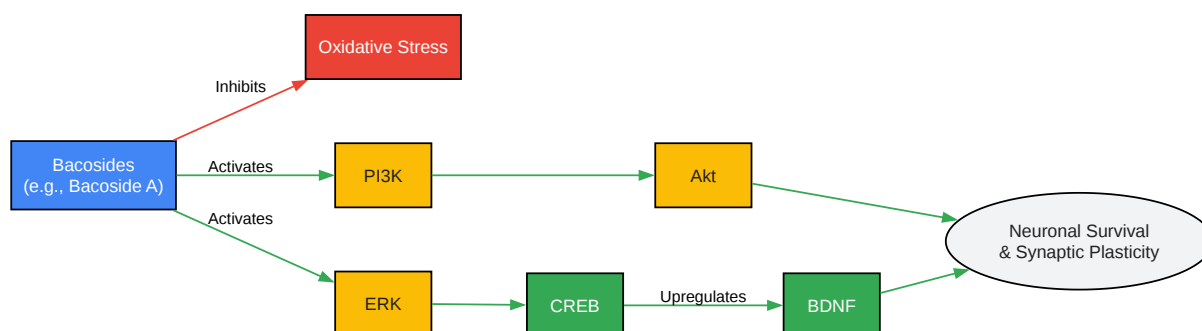 Oxidative Stress
Inhibits
Bacosides
(e.g., Bacoside A)
Activates
PI3K
Akt
Activates
Neuronal Survival
& Synaptic Plasticity
ERK
CREB
Upregulates
BDNF